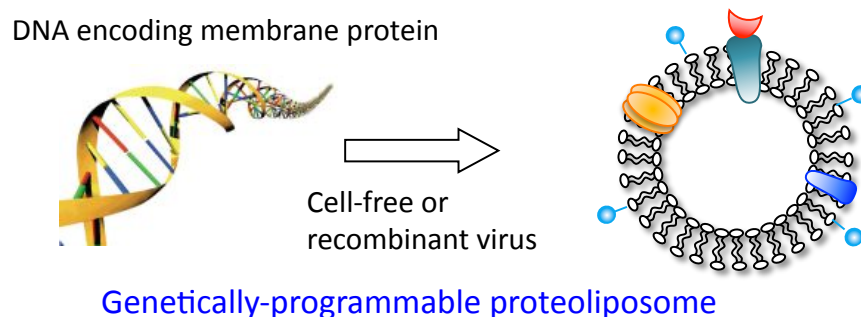 DNA encoding membrane protein
Cell-free or
recombinant virus
Genetically-programmable proteoliposome